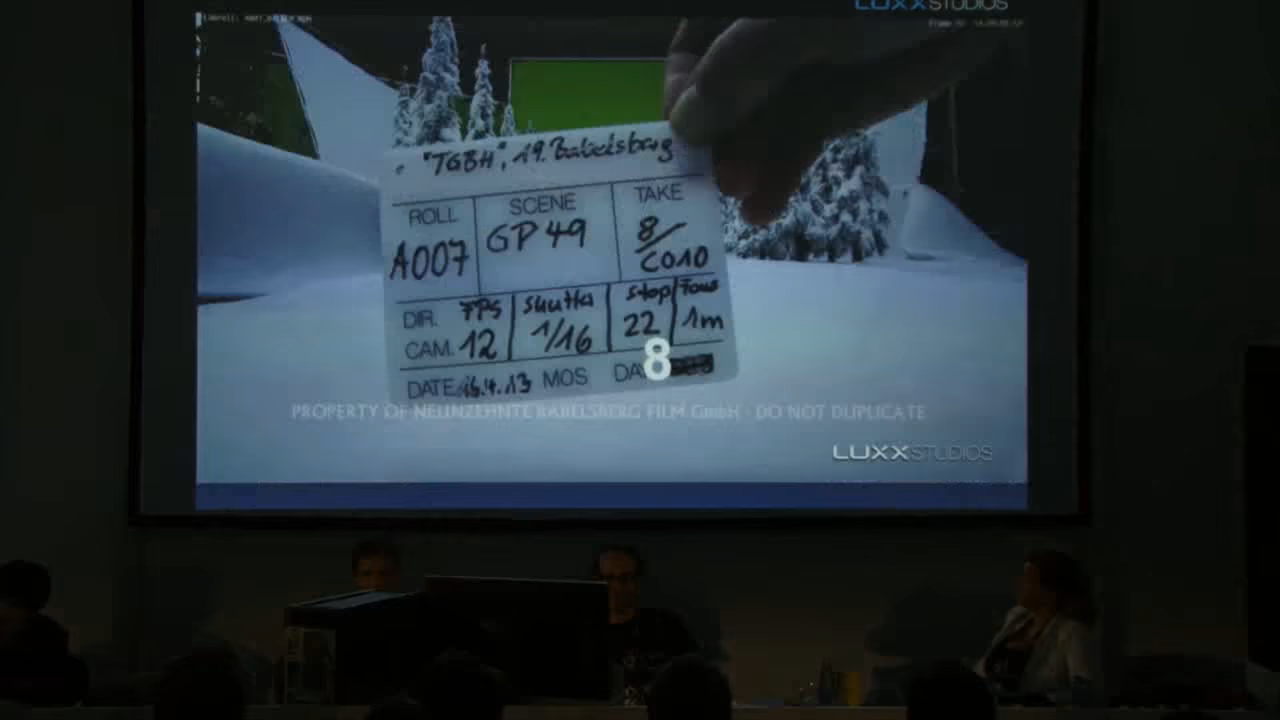 LUXXSTUDIOS
"TGBH", 19. Babelsberg
ROLL SCENE TAKE
A007 GP 49 8/
C010
DIR. FPS Shutter Stop Focus
CAM. 12 1/16 22 1m
DATE 16.4.13 MOS DA
8
PROPERTY OF NEUNZEHNTE BABELSBERG FILM GmbH - DO NOT DUPLICATE
LUXXSTUDIOS